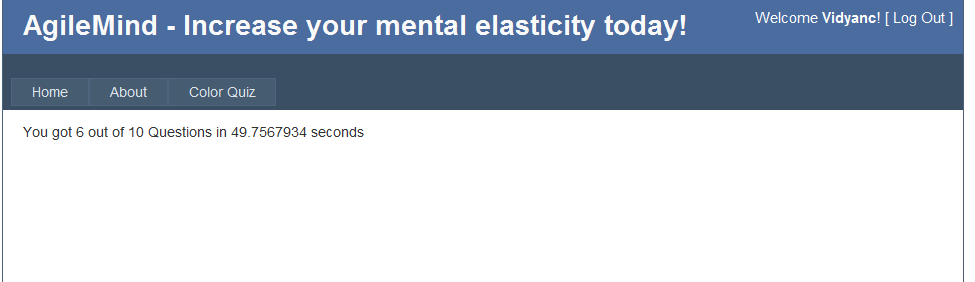 AgileMind - Increase your mental elasticity today!
Welcome Vidyanc! [ Log Out ]
Home About Color Quiz
You got 6 out of 10 Questions in 49.7567934 seconds